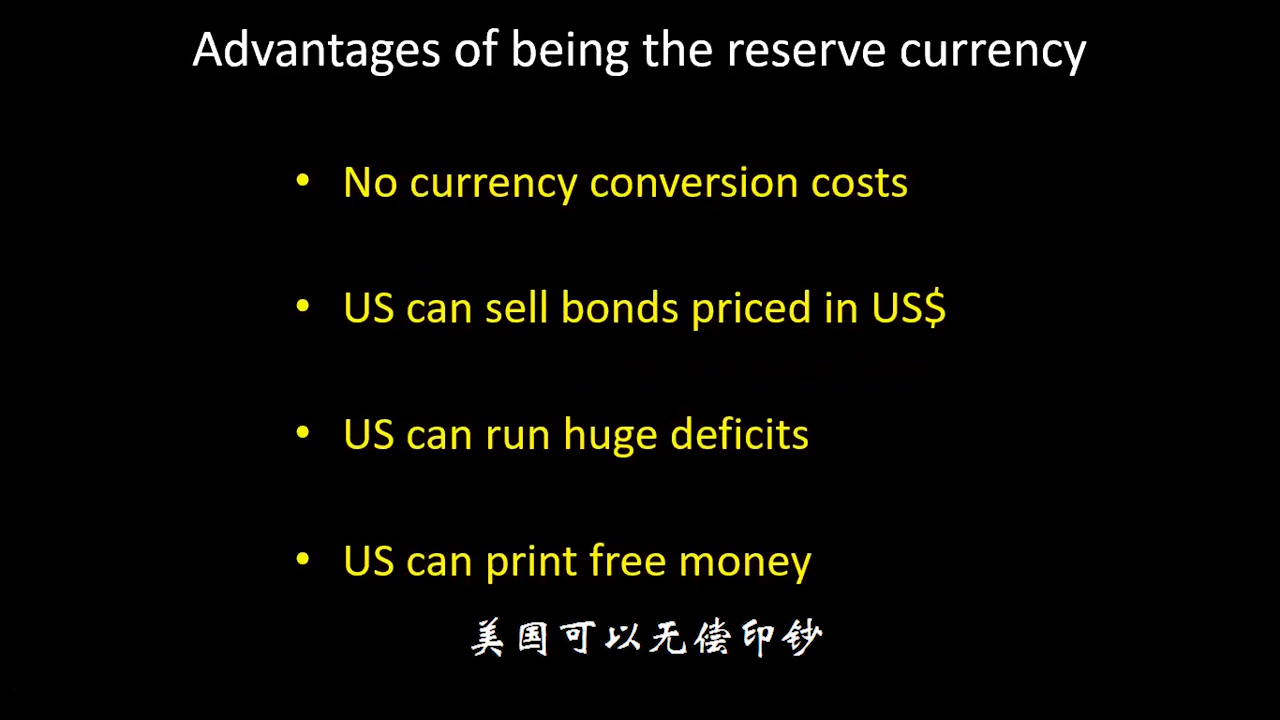 Advantages of being the reserve currency
• No currency conversion costs
• US can sell bonds priced in US$
• US can run huge deficits
• US can print free money
美国可以无偿印钞